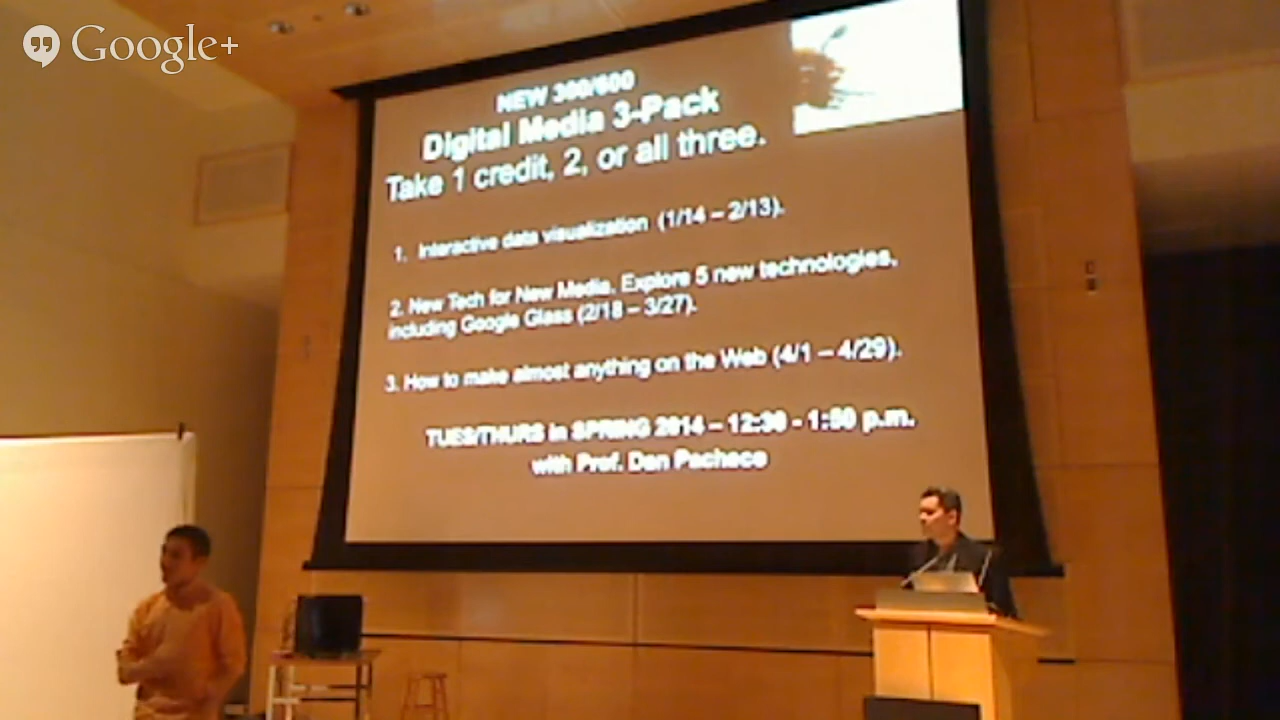 Google+
NEW 300/600
Digital Media 3-Pack
Take 1 credit, 2, or all three.
1. Interactive data visualization (1/14 – 2/13).
2. New Tech for New Media. Explore 5 new technologies,
including Google Glass (2/18 – 3/27).
3. How to make almost anything on the Web (4/1 – 4/29).
TUES/THURS in SPRING 2014 – 12:30 - 1:50 p.m.
with Prof. Dan Pacheco